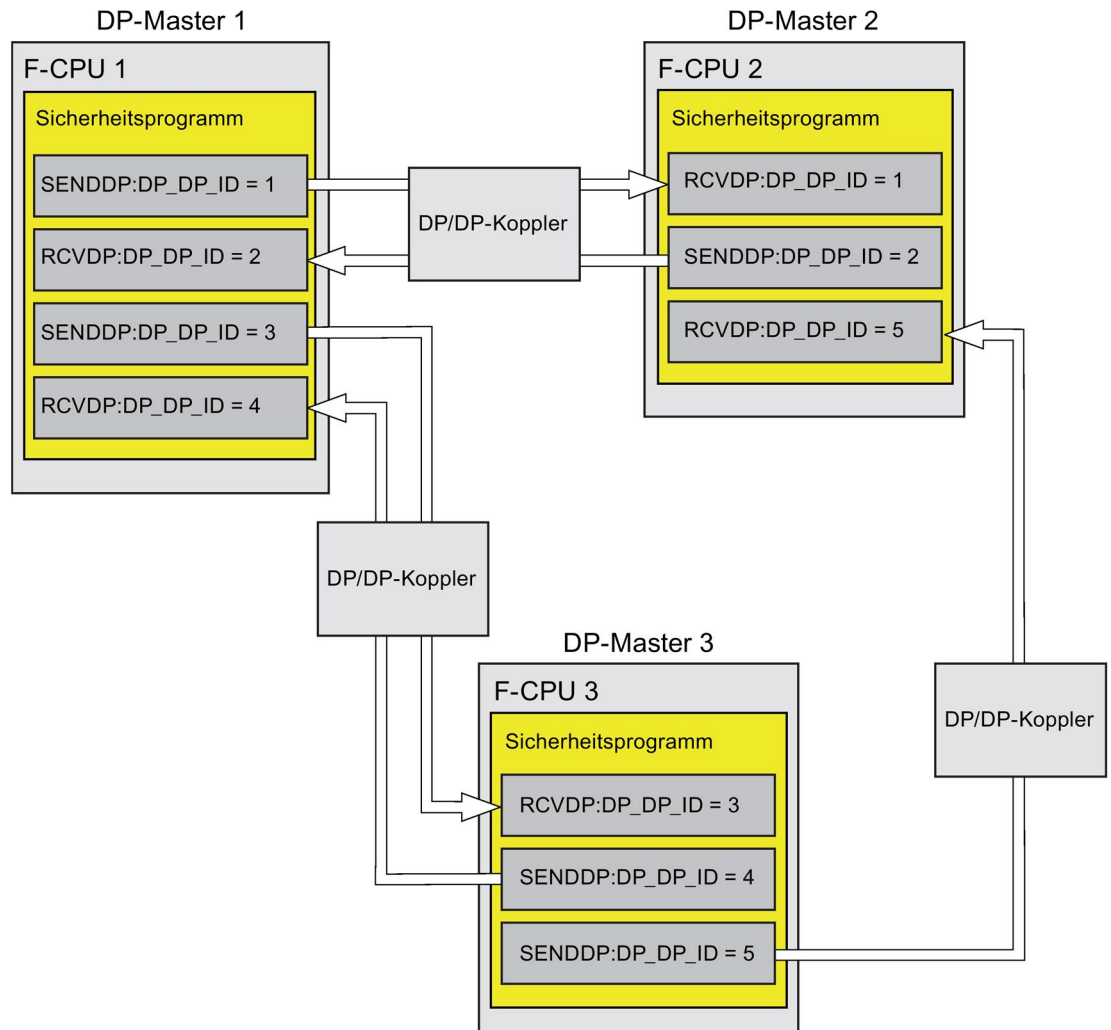 DP-Master 1
F-CPU 1
Sicherheitsprogramm
SENDDP:DP_DP_ID = 1
RCVDP:DP_DP_ID = 2
SENDDP:DP_DP_ID = 3
RCVDP:DP_DP_ID = 4
DP/DP-Koppler
DP-Master 2
F-CPU 2
Sicherheitsprogramm
RCVDP:DP_DP_ID = 1
SENDDP:DP_DP_ID = 2
RCVDP:DP_DP_ID = 5
DP/DP-Koppler
DP-Master 3
F-CPU 3
Sicherheitsprogramm
RCVDP:DP_DP_ID = 3
SENDDP:DP_DP_ID = 4
SENDDP:DP_DP_ID = 5
DP/DP-Koppler